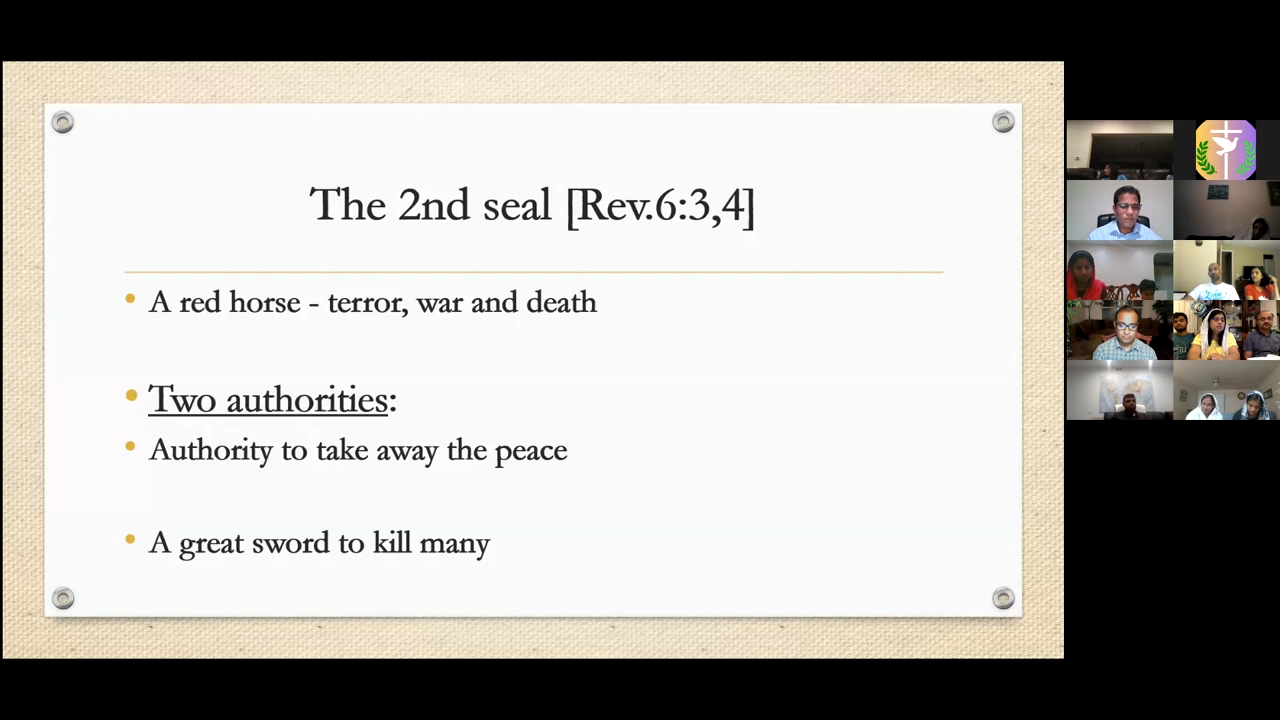 The 2nd seal [Rev.6:3,4]
A red horse - terror, war and death
Two authorities:
Authority to take away the peace
A great sword to kill many